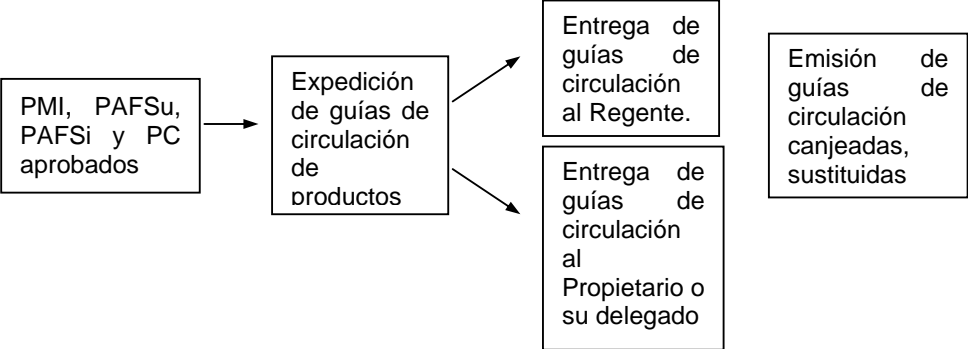 PMI, PAFSu,
PAFSi y PC
aprobados
Expedición
de guías de
circulación
de
productos
Entrega de
guías de
circulación
al Regente.
Entrega de
guías de
circulación
al
Propietario o
su delegado
Emisión de
guías de
circulación
canjeadas,
sustituidas